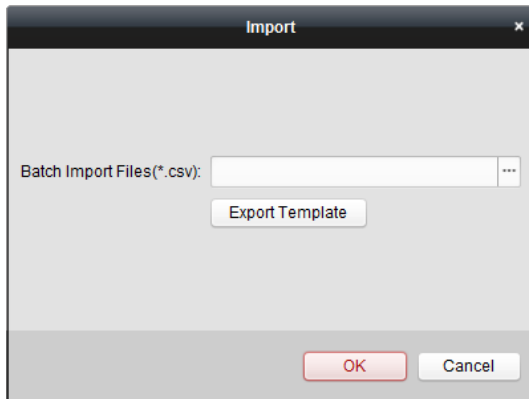 Import
Batch Import Files(*.csv):
Export Template
OK
Cancel